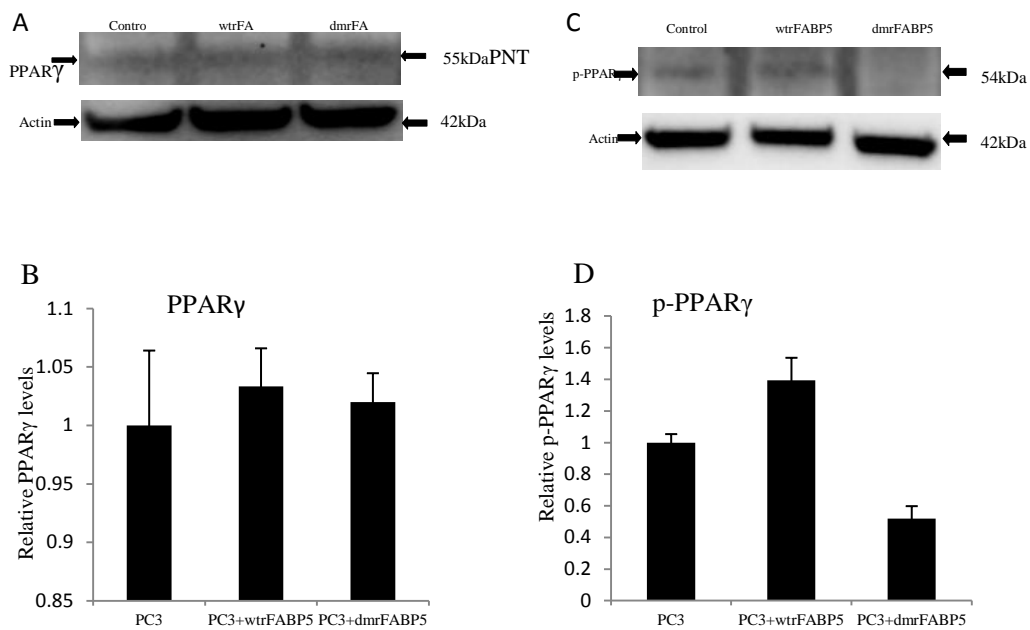 A
Contro wtrFA dmrFA
PPARγ
55kDaPNT
Actin
42kDa
C
Control wtrFABP5 dmrFABP5
p-PPARγ
54kDa
Actin
42kDa
B
PPARγ
Relative PPARγ levels
1.1
1.05
1
0.95
0.9
0.85
PC3 PC3+wtrFABP5 PC3+dmrFABP5
D
p-PPARγ
Relative p-PPARγ levels
1.8
1.6
1.4
1.2
1
0.8
0.6
0.4
0.2
0
PC3 PC3+wtrFABP5 PC3+dmrFABP5